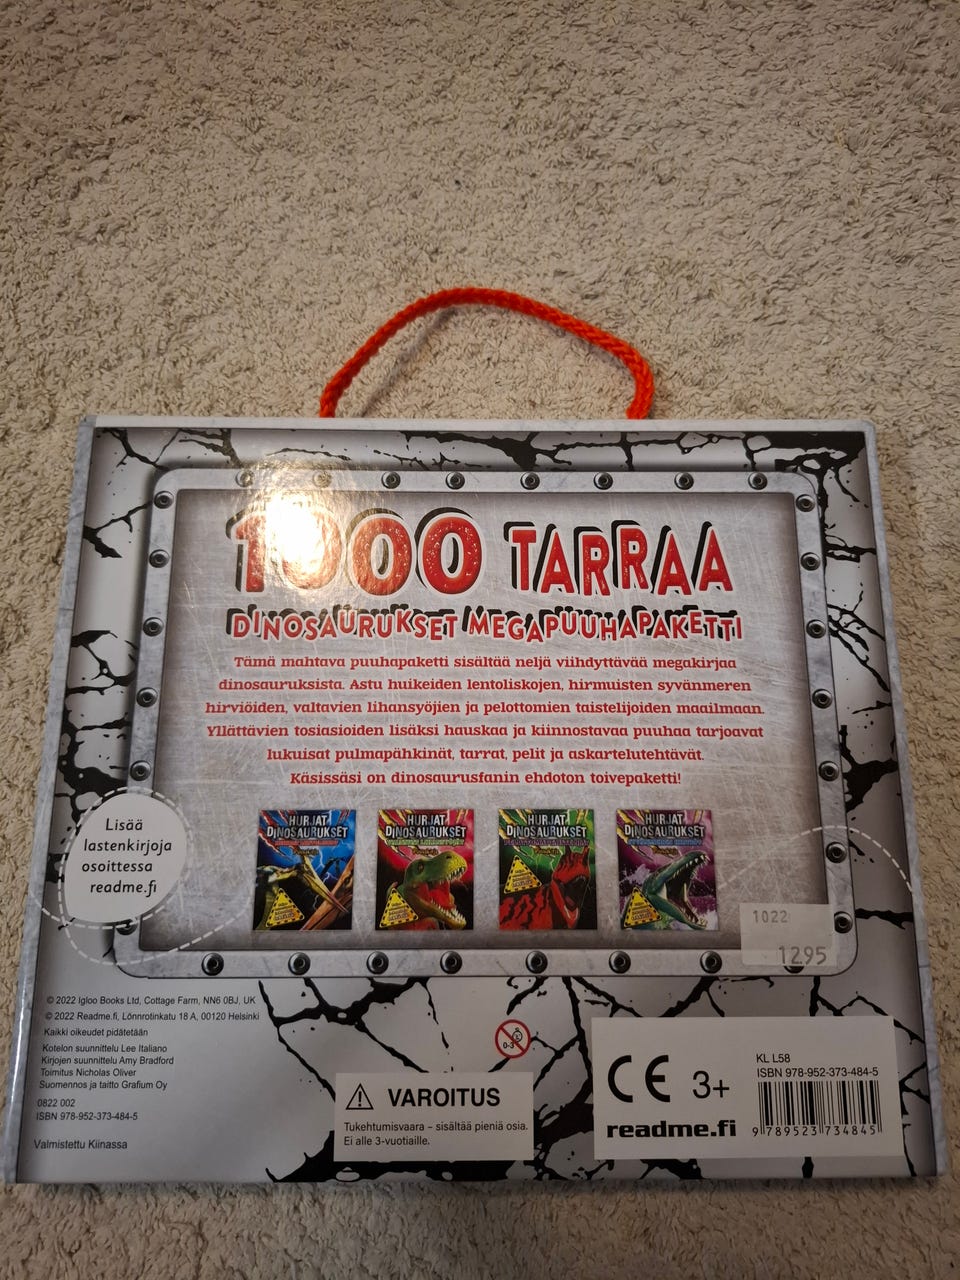 1000 TARRAA
DINOSAURUKSET MEGAPUUHAPAKETTI
Tämä mahtava puuhapaketti sisältää neljä viihdyttävää megakirjaa
dinosauruksista. Astu huikeiden lentoliskojen, hirmuisten syvänmeren
hirviöiden, valtavien lihansyöjien ja pelottomien taistelijoiden maailmaan.
Yllättävien tosiasioiden lisäksi hauskaa ja kiinnostavaa puuhaa tarjoavat
lukuisat pulmapähkinät, tarrat, pelit ja askartelutehtävät.
Käsissäsi on dinosaurusfanin ehdoton toivepaketti!
HURJAT
DINOSAURUKSET
HURJAT
DINOSAURUKSET
HURJAT
DINOSAURUKSET
HURJAT
DINOSAURUKSET
Lisää
lastenkirjoja
osoittessa
readme.fi
1022
1295
© 2022 Igloo Books Ltd, Cottage Farm, NN6 0BJ, UK
© 2022 Readme.fi, Lönnrotinkatu 18 A, 00120 Helsinki
Kaikki oikeudet pidätetään
Kotelon suunnittelu Lee Italiano
Kirjojen suunnittelu Amy Bradford
Toimitus Nicholas Oliver
Suomennos ja taitto Grafium Oy
0822 002
ISBN 978-952-373-484-5
Valmistettu Kiinassa
0-3
VAROITUS
Tukehtumisvaara – sisältää pieniä osia.
Ei alle 3-vuotiaille.
CE 3+
readme.fi
KL L58
ISBN 978-952-373-484-5
9 789523 734845